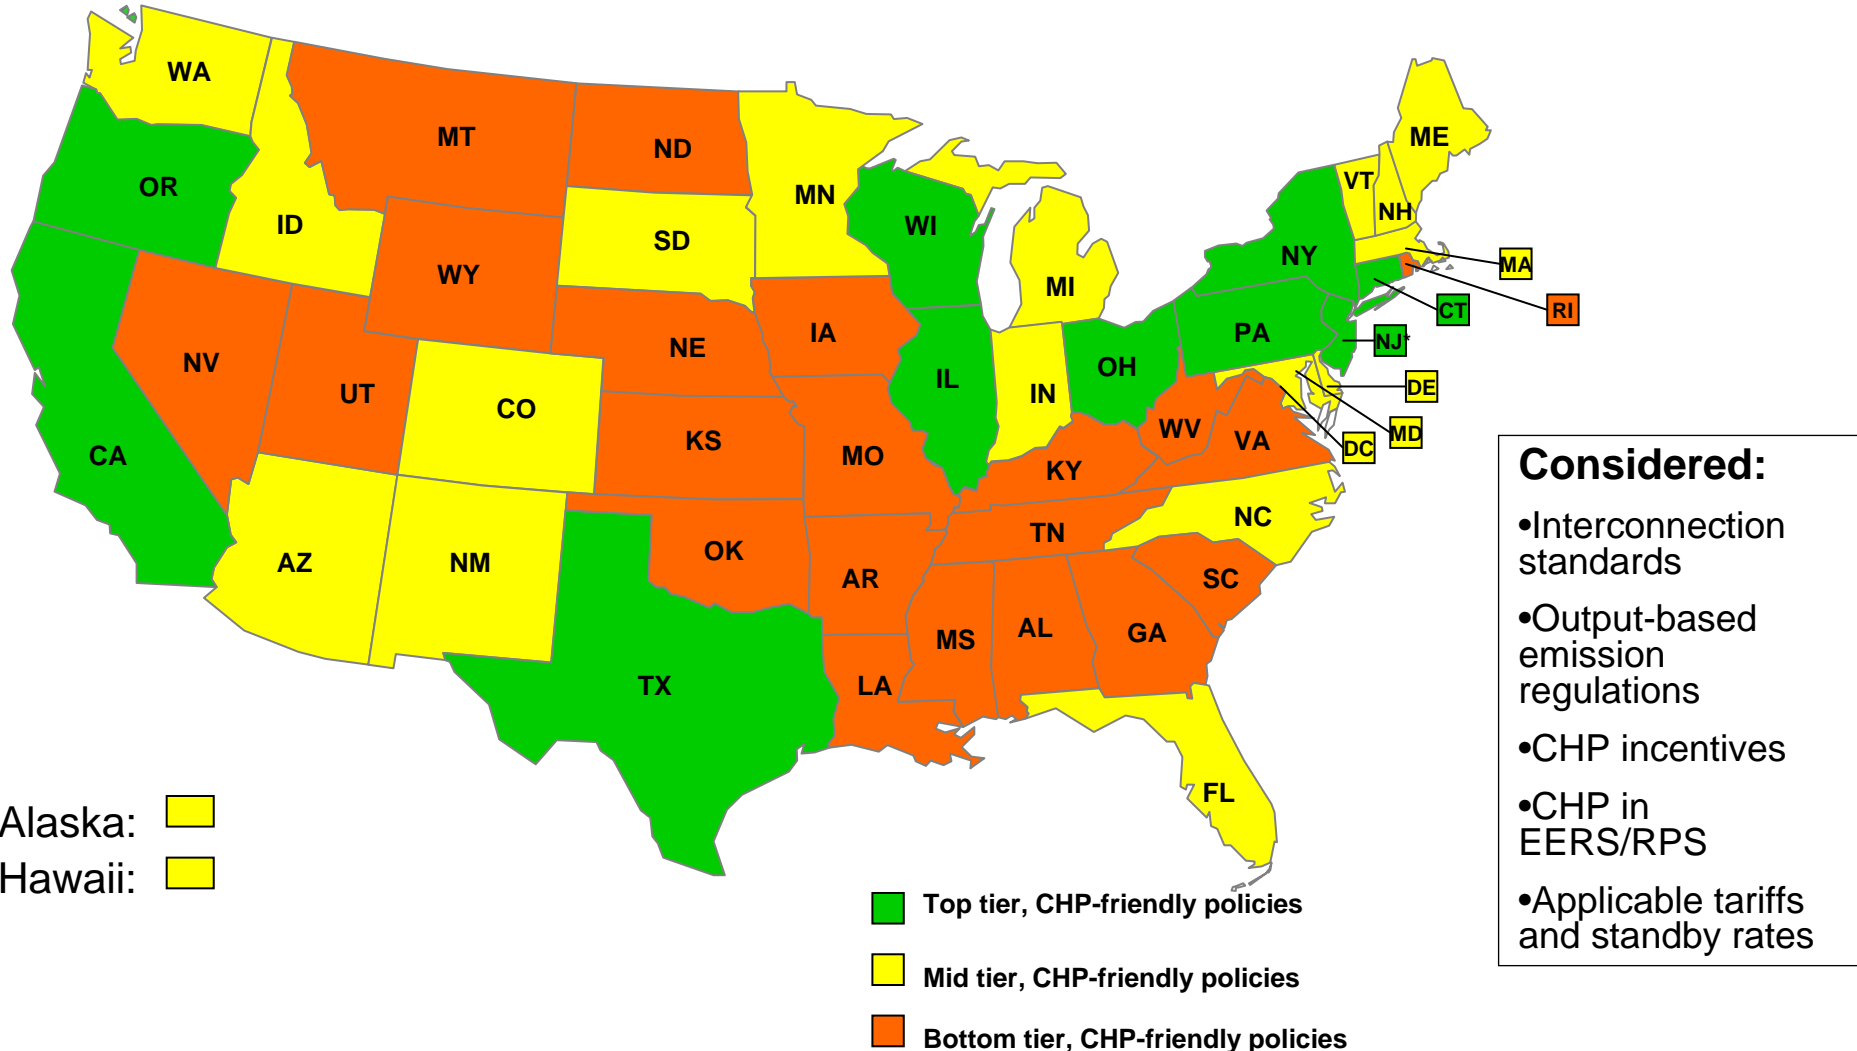 WA
MT
ND
ME
OR
ID
MN
VT
NH
SD
WI
WY
NY
MA
MI
CT
RI
NV
NE
IA
PA
NJ*
UT
CO
IL
IN
OH
DE
CA
KS
MO
WV
VA
MD
DC
KY
NC
AZ
NM
OK
TN
AR
SC
MS
AL
GA
TX
LA
FL
Considered:
•Interconnection
standards
•Output-based
emission
regulations
•CHP incentives
•CHP in
EERS/RPS
•Applicable tariffs
and standby rates
Alaska:
Hawaii:
Top tier, CHP-friendly policies
Mid tier, CHP-friendly policies
Bottom tier, CHP-friendly policies